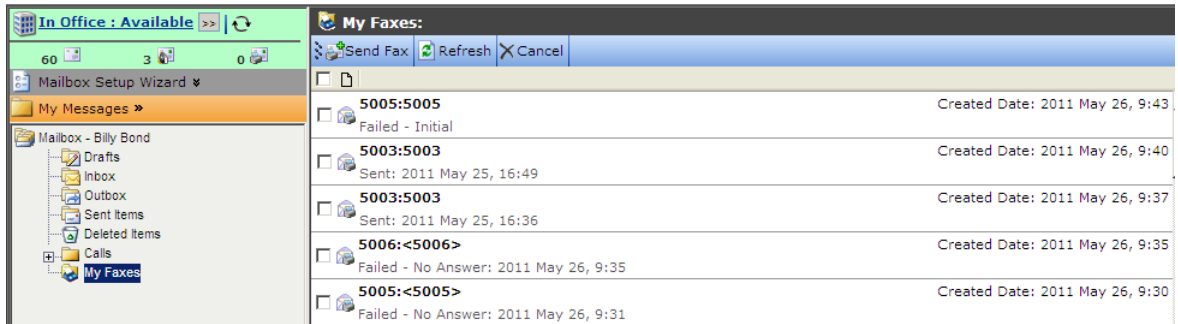 In Office : Available >>
60 3 0
Mailbox Setup Wizard
My Messages
Mailbox - Billy Bond
Drafts
Inbox
Outbox
Sent Items
Deleted Items
Calls
My Faxes
My Faxes:
Send Fax Refresh Cancel
5005:5005 Created Date: 2011 May 26, 9:43
Failed - Initial
5003:5003 Created Date: 2011 May 26, 9:40
Sent: 2011 May 25, 16:49
5003:5003 Created Date: 2011 May 26, 9:37
Sent: 2011 May 25, 16:36
5006:<5006> Created Date: 2011 May 26, 9:35
Failed - No Answer: 2011 May 26, 9:35
5005:<5005> Created Date: 2011 May 26, 9:30
Failed - No Answer: 2011 May 26, 9:31